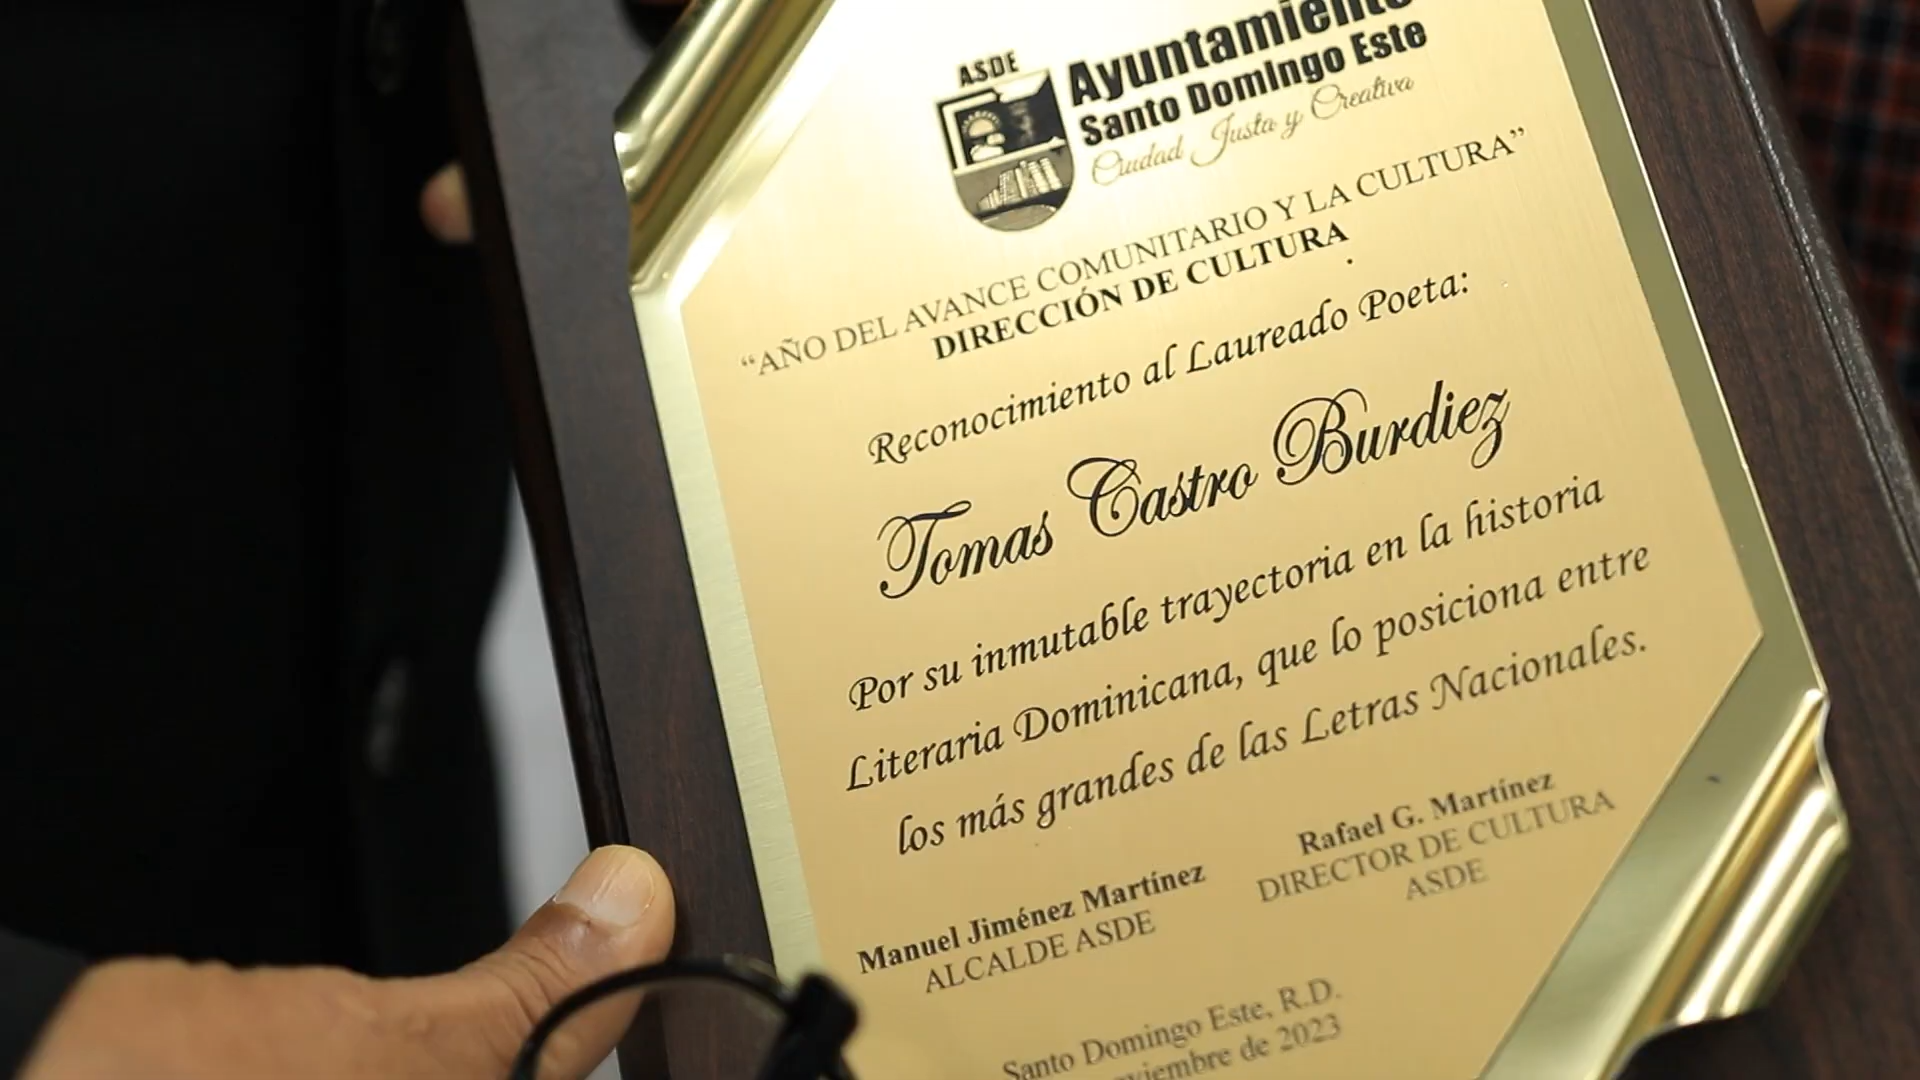 ASDE
Ayuntamiento
Santo Domingo Este
Ciudad Justa y Creativa
“AÑO DEL AVANCE COMUNITARIO Y LA CULTURA”
DIRECCIÓN DE CULTURA
Reconocimiento al Laureado Poeta:
Tomas Castro Burdiez
Por su inmutable trayectoria en la historia
Literaria Dominicana, que lo posiciona entre
los más grandes de las Letras Nacionales.
Manuel Jiménez Martínez
ALCALDE ASDE
Rafael G. Martínez
DIRECTOR DE CULTURA
ASDE
Santo Domingo Este, R.D.
de 2023